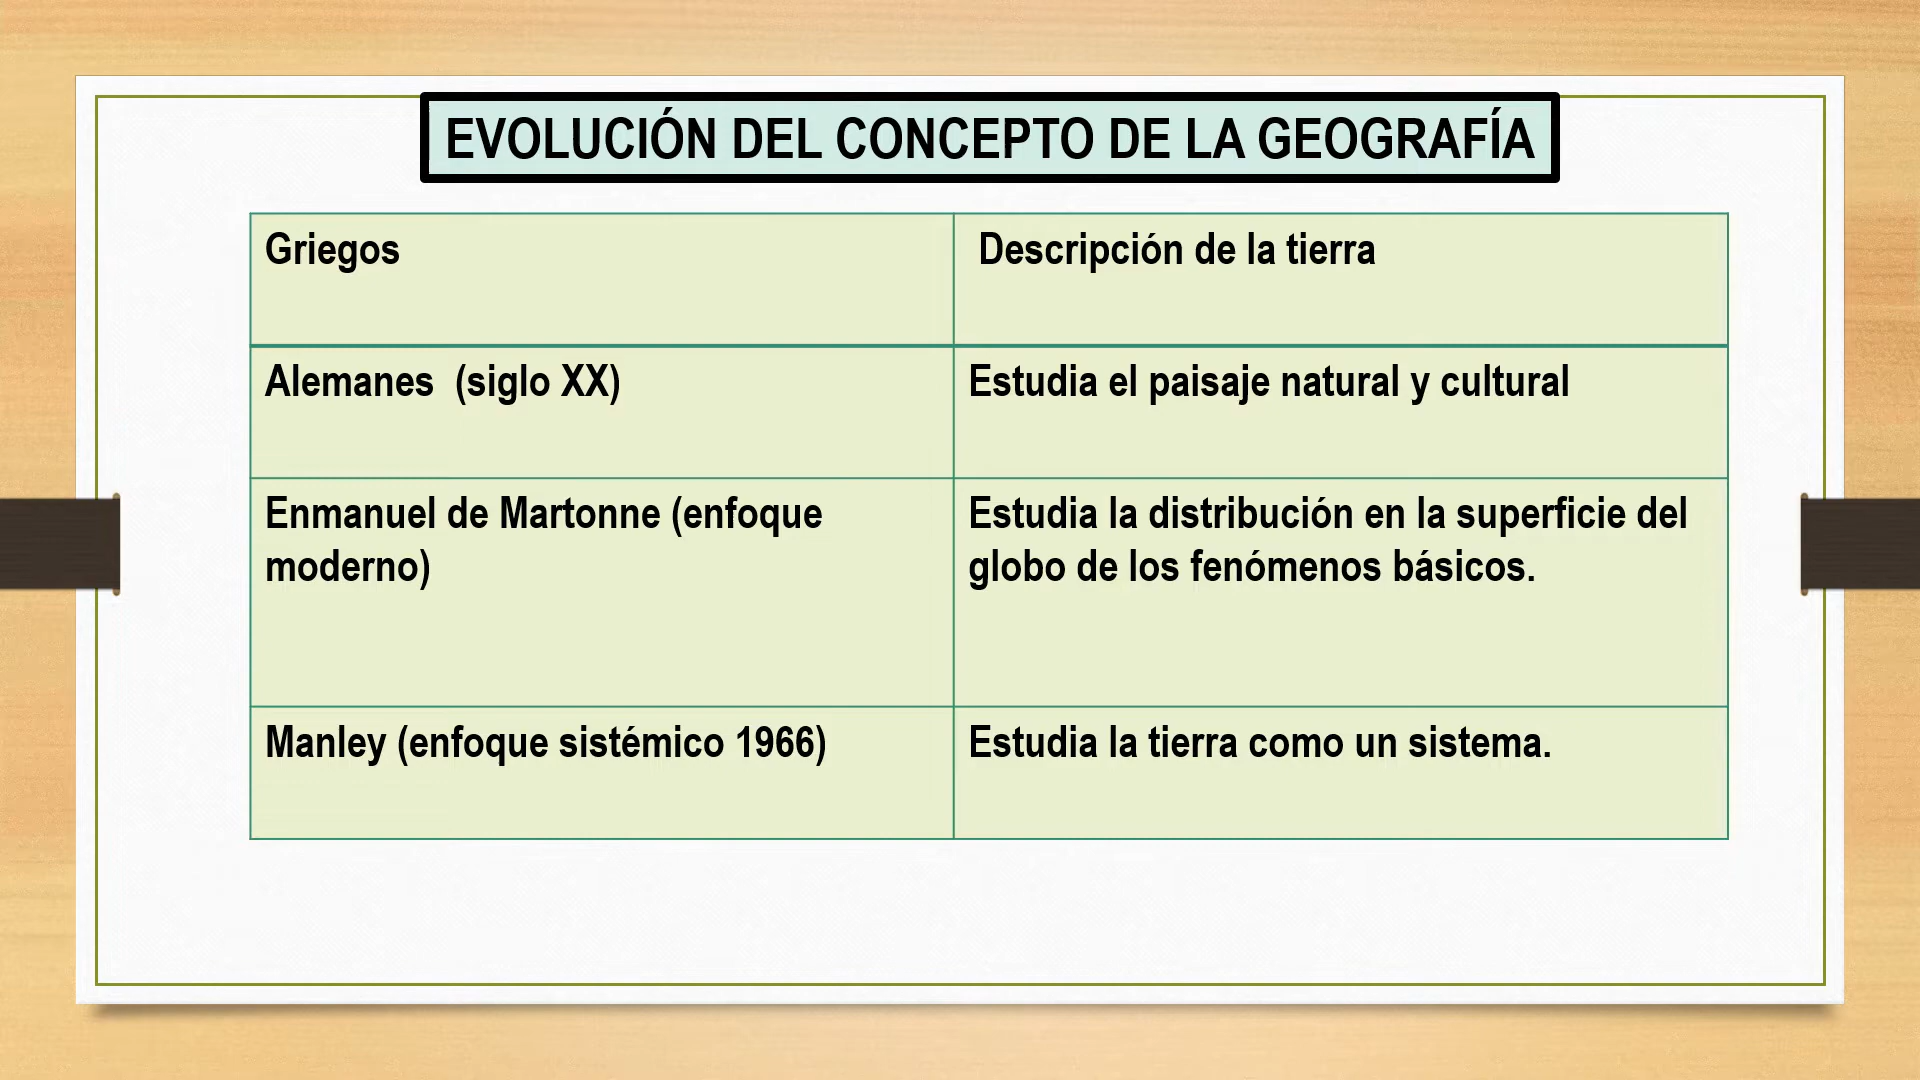 EVOLUCIÓN DEL CONCEPTO DE LA GEOGRAFÍA
Griegos
Descripción de la tierra
Alemanes (siglo XX)
Estudia el paisaje natural y cultural
Enmanuel de Martonne (enfoque
moderno)
Estudia la distribución en la superficie del
globo de los fenómenos básicos.
Manley (enfoque sistémico 1966)
Estudia la tierra como un sistema.